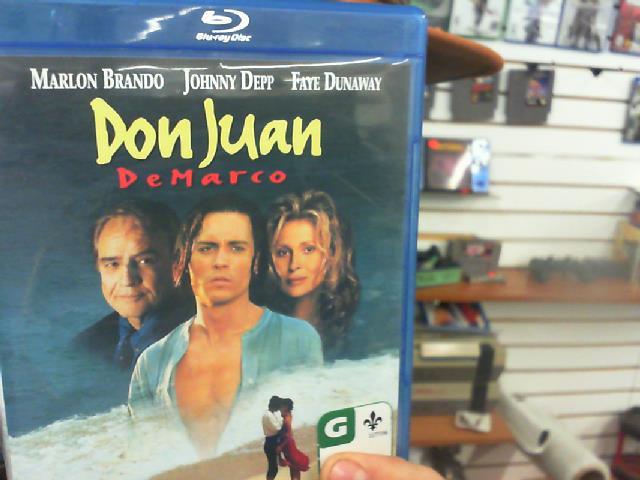 Blu-ray Disc
MARLON BRANDO JOHNNY DEPP FAYE DUNAWAY
Don Juan
DeMarco
G